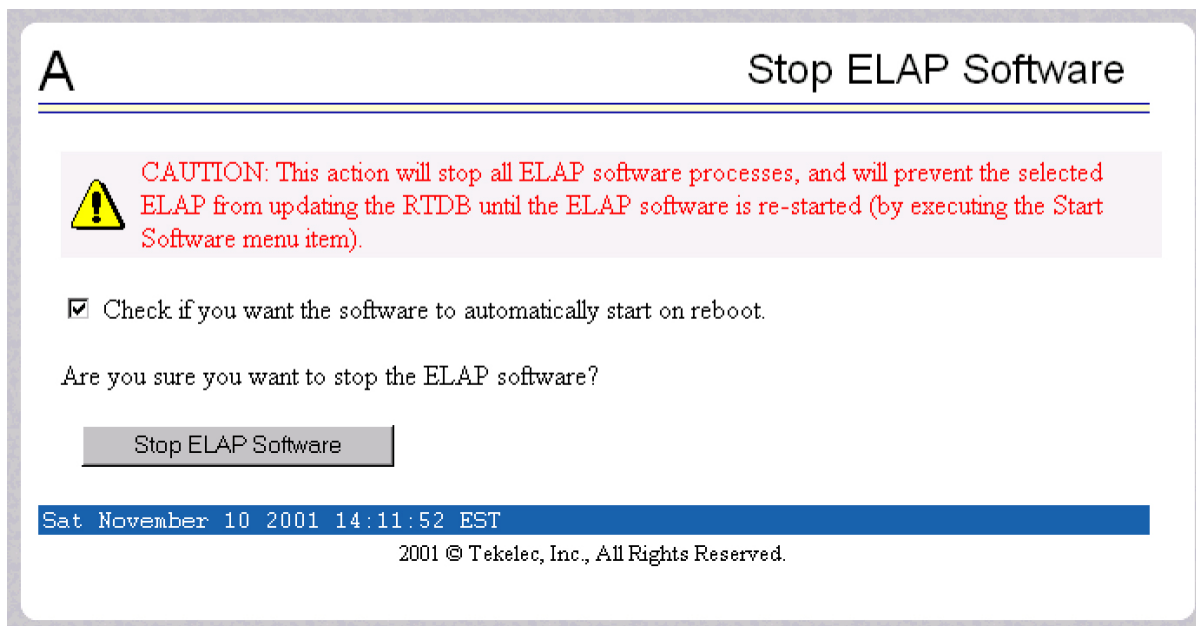 A
Stop ELAP Software
CAUTION: This action will stop all ELAP software processes, and will prevent the selected
ELAP from updating the RTDB until the ELAP software is re-started (by executing the Start
Software menu item).
Check if you want the software to automatically start on reboot.
Are you sure you want to stop the ELAP software?
Stop ELAP Software
Sat November 10 2001 14:11:52 EST
2001 © Tekelec, Inc., All Rights Reserved.